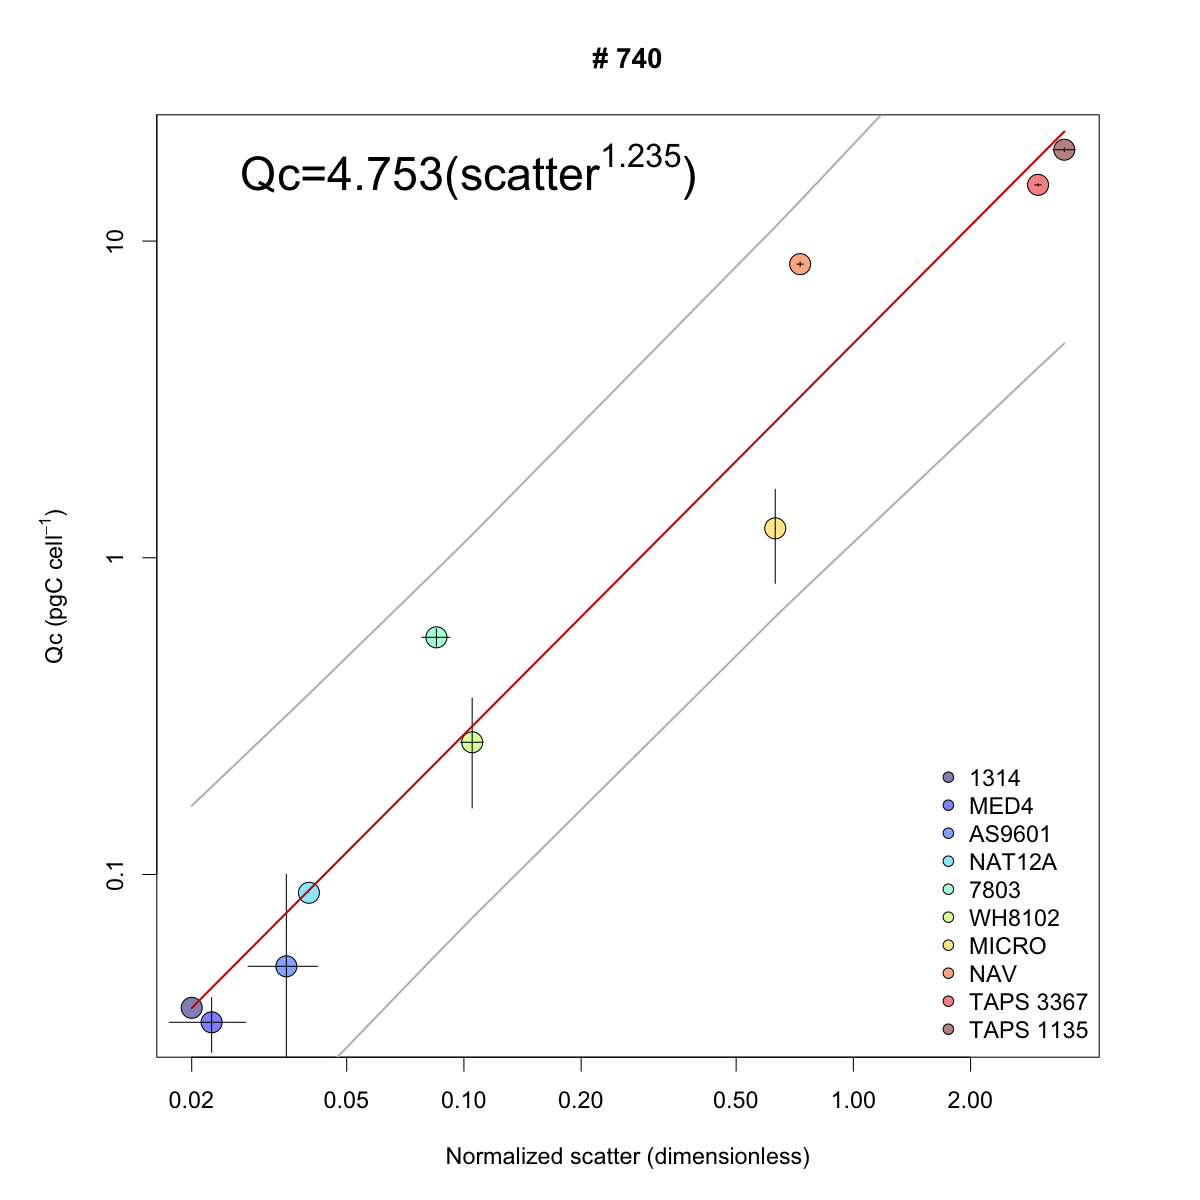 # 740
Qc=4.753(scatter^1.235)
10
1
0.1
Qc (pgC cell^−1)
0.02 0.05 0.10 0.20 0.50 1.00 2.00
Normalized scatter (dimensionless)
1314
MED4
AS9601
NAT12A
7803
WH8102
MICRO
NAV
TAPS 3367
TAPS 1135